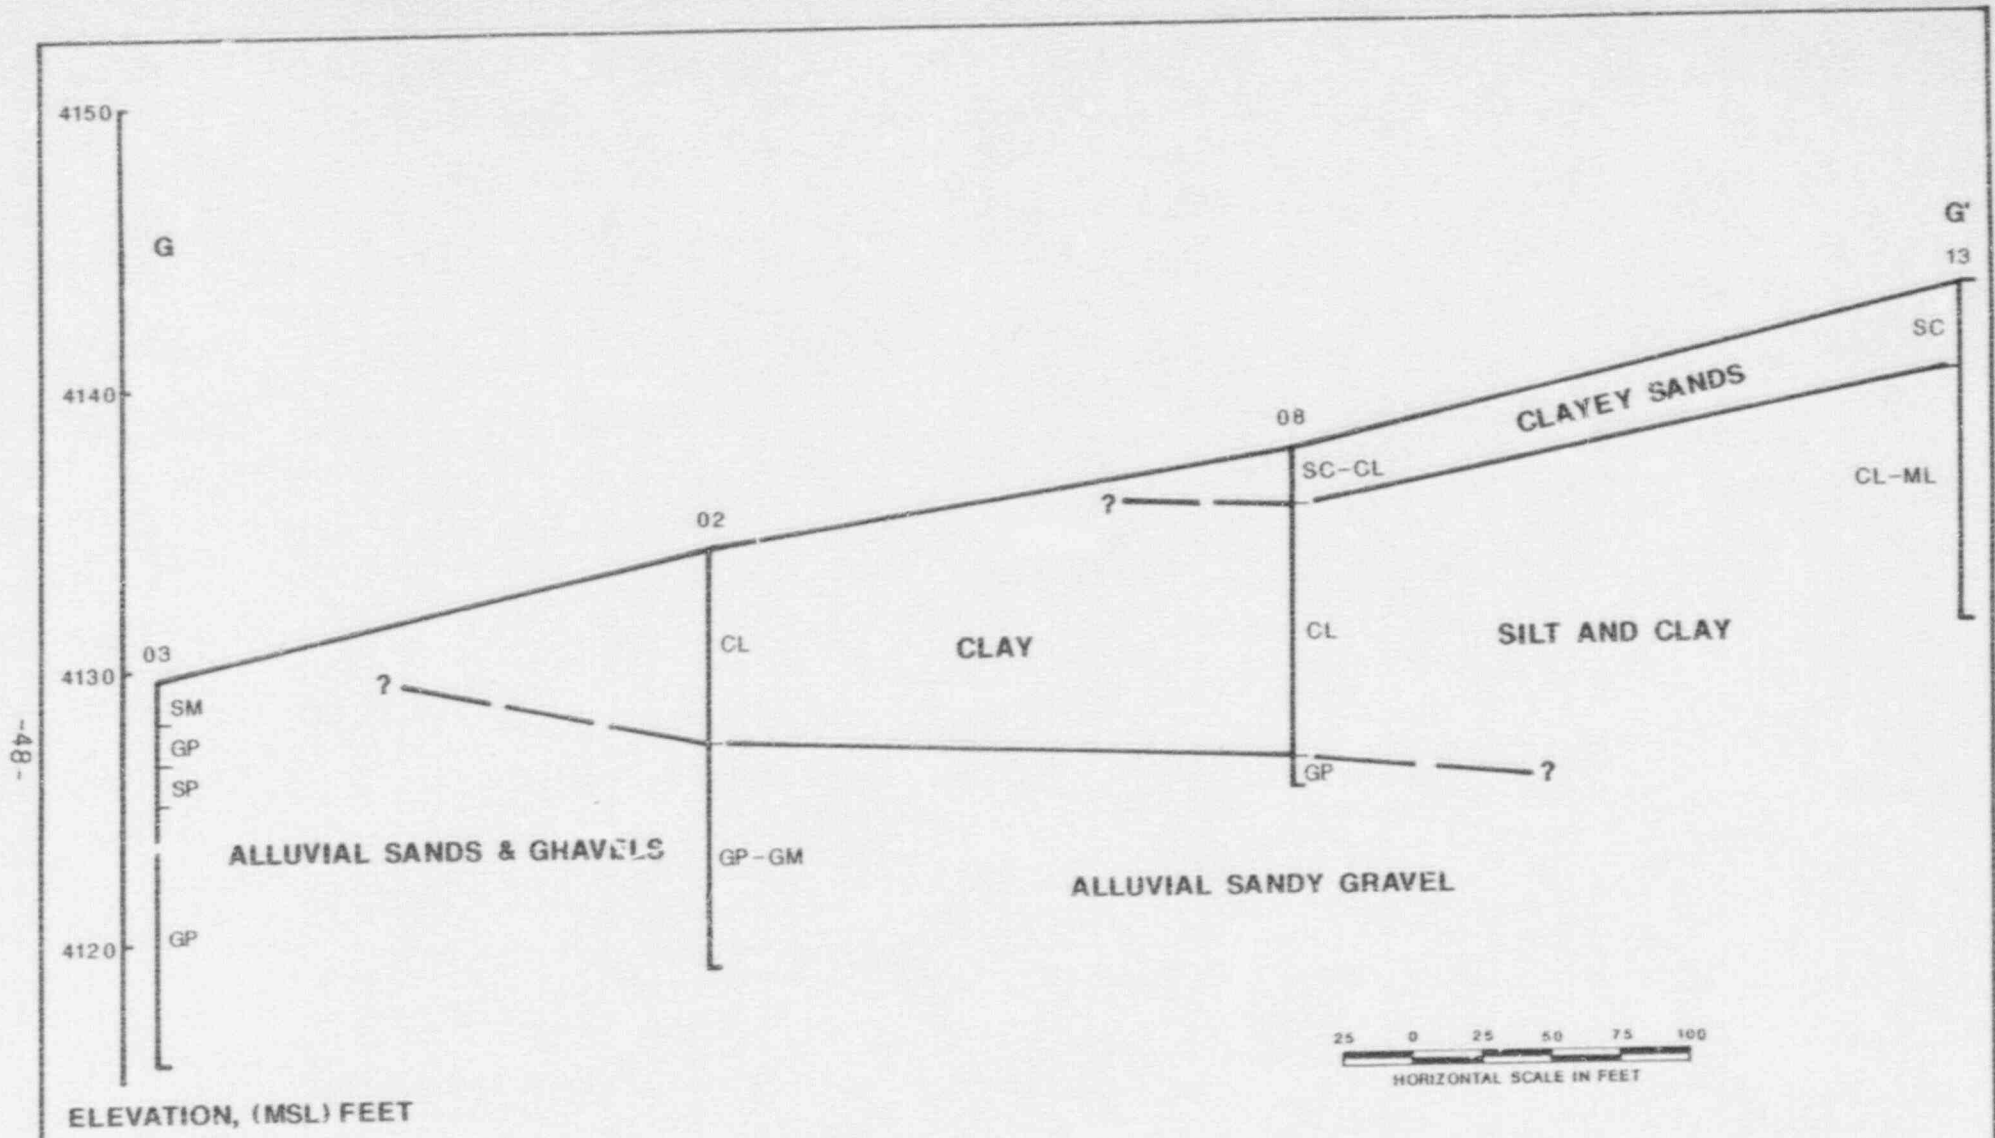 4150
G
G'
13
SC
4140
CLAYEY SANDS
08
SC-CL
CL-ML
?
02
CL
CLAY
CL
SILT AND CLAY
03
4130
?
SM
GP
SP
GP
?
-48-
ALLUVIAL SANDS & GHAVELS
GP-GM
ALLUVIAL SANDY GRAVEL
GP
4120
25 0 25 50 75 100
HORIZONTAL SCALE IN FEET
ELEVATION, (MSL) FEET